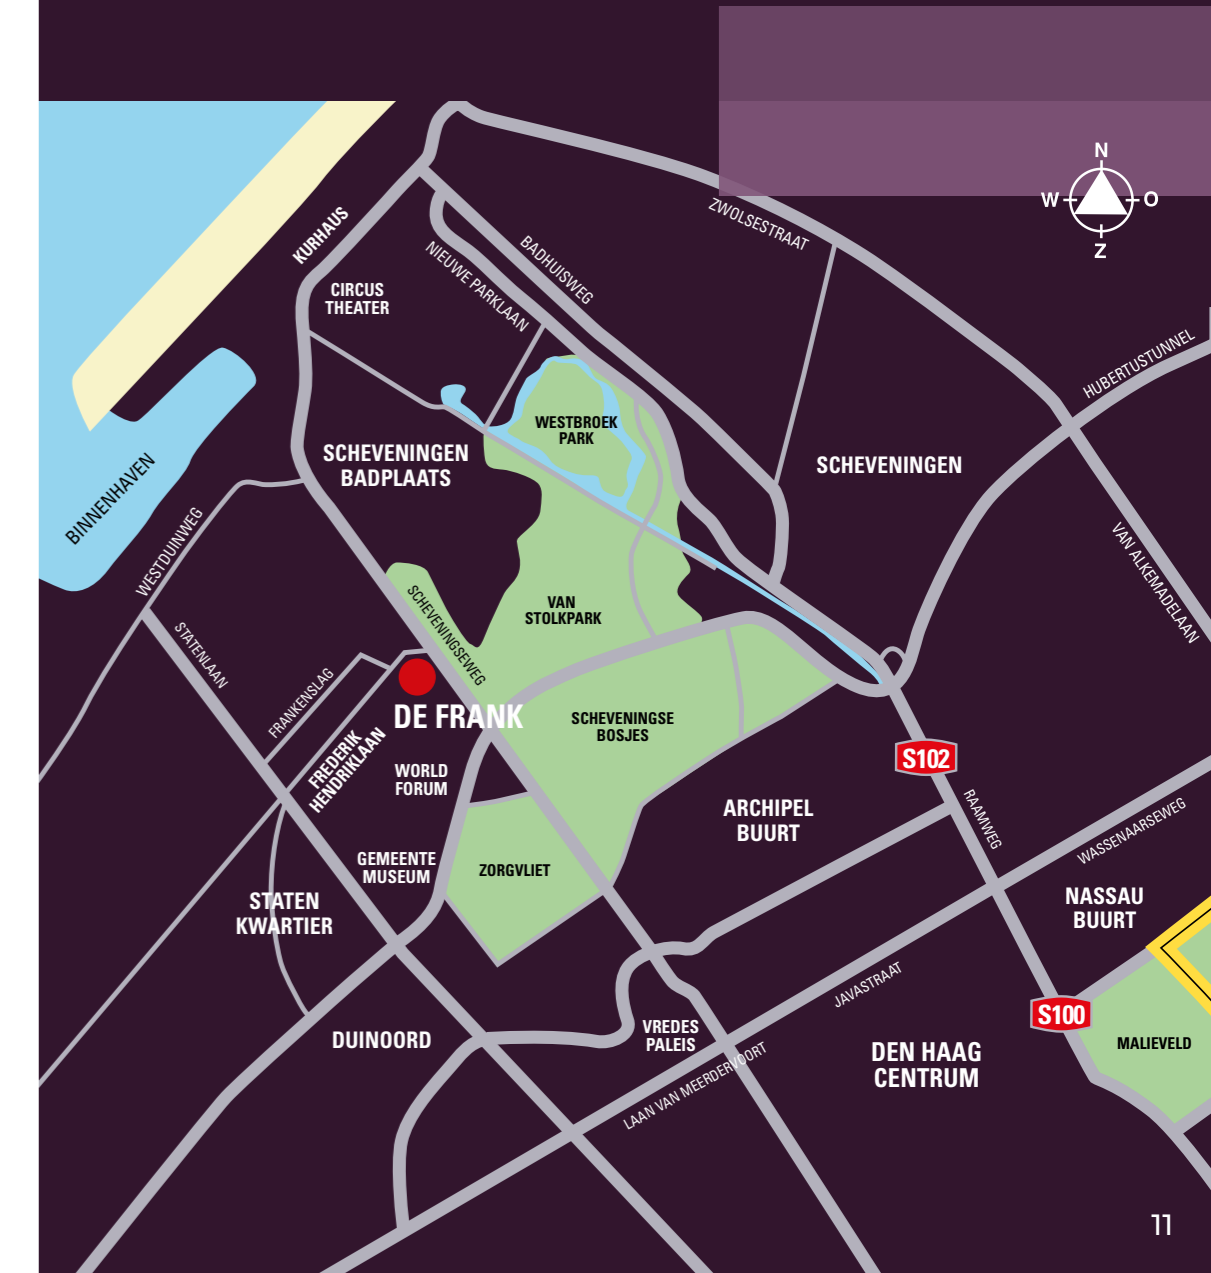 N
W
O
Z
ZWOLSESTRAAT
KURHAUS
BADHUISWEG
NIEUWE PARKLAAN
CIRCUS
THEATER
HUBERTUSTUNNEL
WESTBROEK
PARK
SCHEVENINGEN
BADPLAATS
SCHEVENINGEN
BINNENHAVEN
WESTDUINWEG
VAN ALKEMADELAAN
VAN
STOLKPARK
SCHEVENINGSEWEG
STATENLAAN
FRANKENSLAG
DE FRANK
SCHEVENINGSE
BOSJES
FREDERIK
HENDRIKLAAN
WORLD
FORUM
S102
RAAMWEG
ARCHIPEL
BUURT
WASSENAARSEWEG
GEMEENTE
MUSEUM
ZORGVLIET
STATEN
KWARTIER
NASSAU
BUURT
JAVASTRAAT
S100
DUINOORD
VREDES
PALEIS
MALIEVELD
DEN HAAG
CENTRUM
LAAN VAN MEERDERVOORT
11